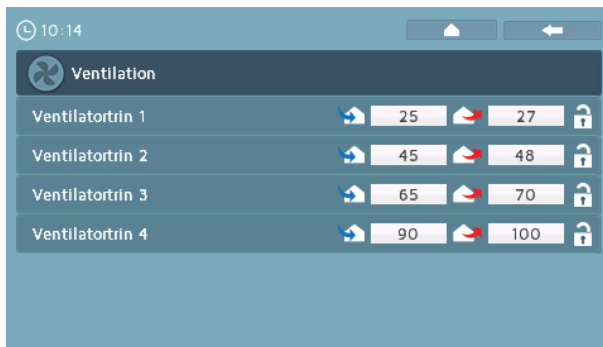 10:14
Ventilation
Ventilatortrin 1 25 27
Ventilatortrin 2 45 48
Ventilatortrin 3 65 70
Ventilatortrin 4 90 100